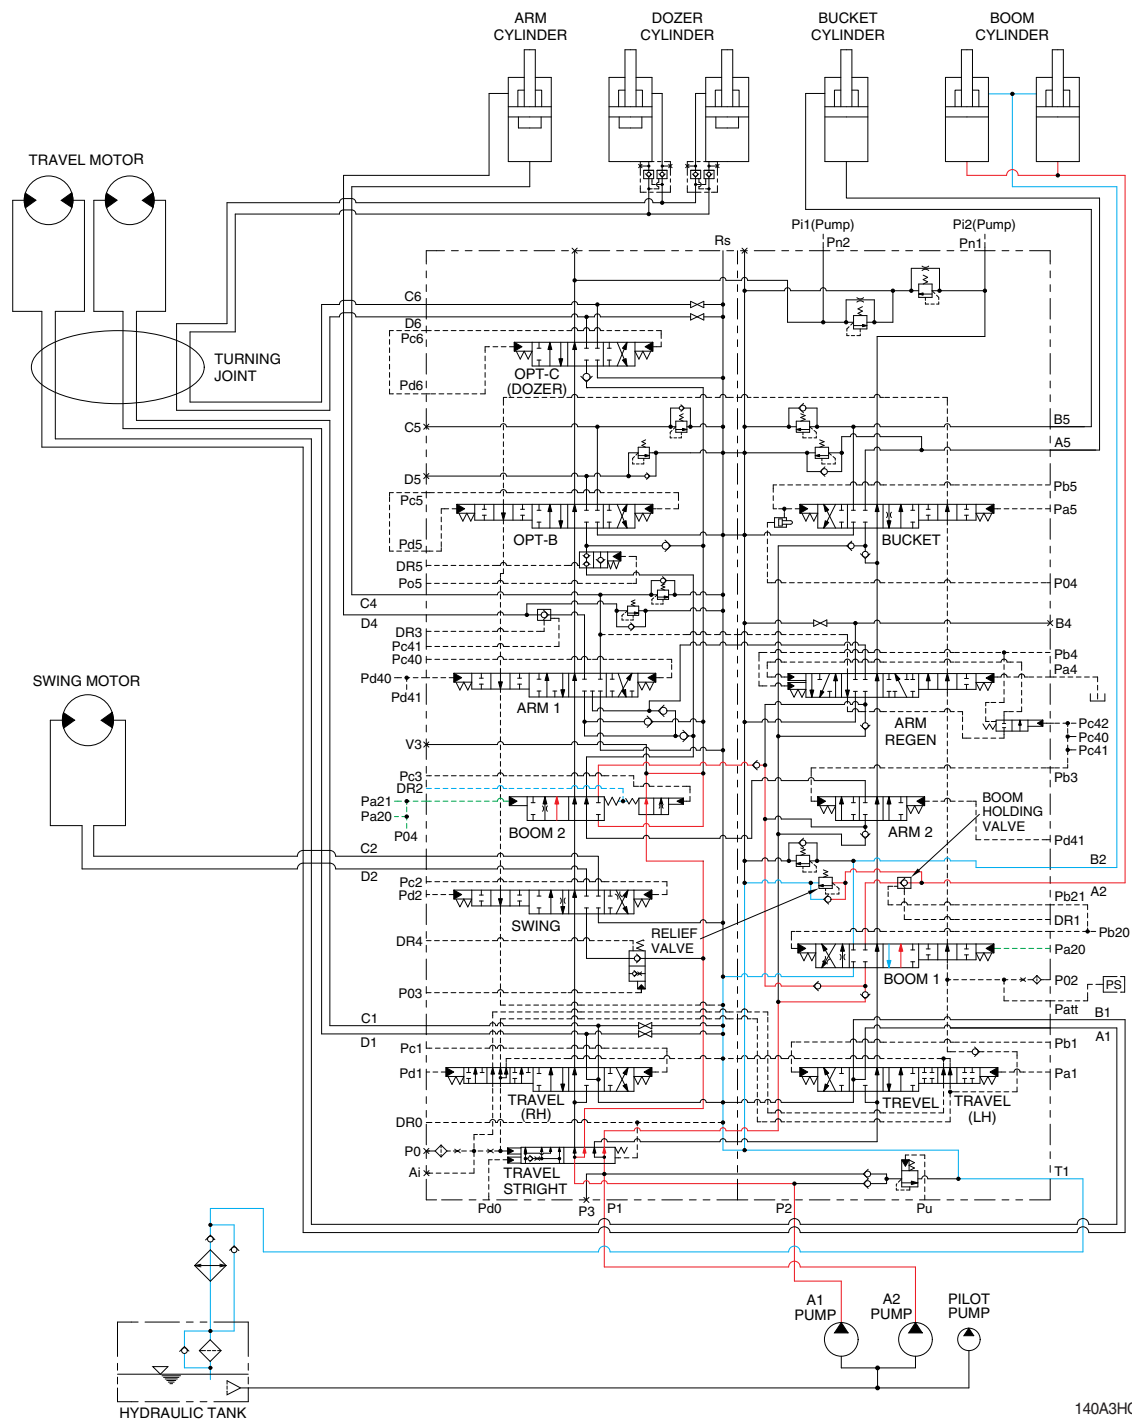 ARM
CYLINDER
DOZER
CYLINDER
BUCKET
CYLINDER
BOOM
CYLINDER
TRAVEL MOTOR
TURNING
JOINT
Pi1(Pump)
Pi2(Pump)
Rs
Pn2
Pn1
C6
D6
Pc6
Pd6
OPT-C
(DOZER)
C5
B5
A5
D5
Pc5
Pb5
Pa5
Pd5
OPT-B
BUCKET
DR5
Po5
P04
C4
D4
B4
DR3
Pc41
Pc40
Pb4
Pa4
Pd40
Pd41
ARM 1
ARM
REGEN
SWING MOTOR
Pc42
Pc40
Pc41
V3
Pc3
DR2
Pb3
Pa21
Pa20
P04
BOOM 2
ARM 2
BOOM
HOLDING
VALVE
Pd41
C2
D2
B2
Pc2
Pd2
A2
Pb21
DR1
Pb20
SWING
RELIEF
VALVE
DR4
Pa20
BOOM 1
P03
P02
PS
Patt
C1
D1
B1
A1
Pc1
Pb1
Pd1
Pa1
TRAVEL
(RH)
TREVEL
TRAVEL
(LH)
DR0
P0
Ai
TRAVEL
STRIGHT
T1
Pd0
P3
P1
P2
Pu
A1
PUMP
A2
PUMP
PILOT
PUMP
HYDRAULIC TANK